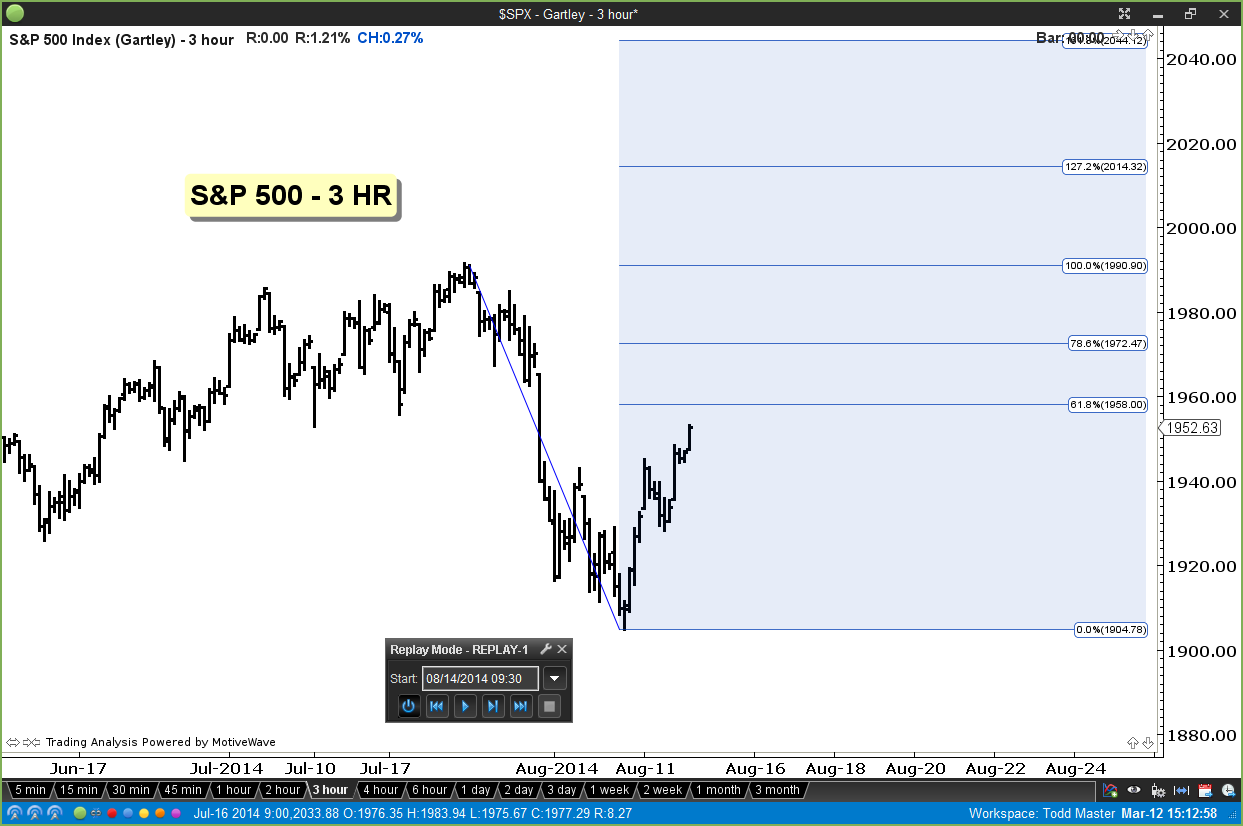 $SPX - Gartley - 3 hour*
S&P 500 Index (Gartley) - 3 hour R:0.00 R:1.21% CH:0.27%
Bar: 00:00
161.8%(2044.12)
2040.00
2020.00
127.2%(2014.32)
S&P 500 - 3 HR
2000.00
100.0%(1990.90)
1980.00
78.6%(1972.47)
1960.00
61.8%(1958.00)
1952.63
1940.00
1920.00
0.0%(1904.78)
1900.00
Replay Mode - REPLAY-1
Start: 08/14/2014 09:30
1880.00
Trading Analysis Powered by MotiveWave
Jun-17 Jul-2014 Jul-10 Jul-17 Aug-2014 Aug-11 Aug-16 Aug-18 Aug-20 Aug-22 Aug-24
5 min 15 min 30 min 45 min 1 hour 2 hour 3 hour 4 hour 6 hour 1 day 2 day 3 day 1 week 2 week 1 month 3 month
Jul-16 2014 9:00,2033.88 O:1976.35 H:1983.94 L:1975.67 C:1977.29 R:8.27 Workspace: Todd Master Mar-12 15:12:58